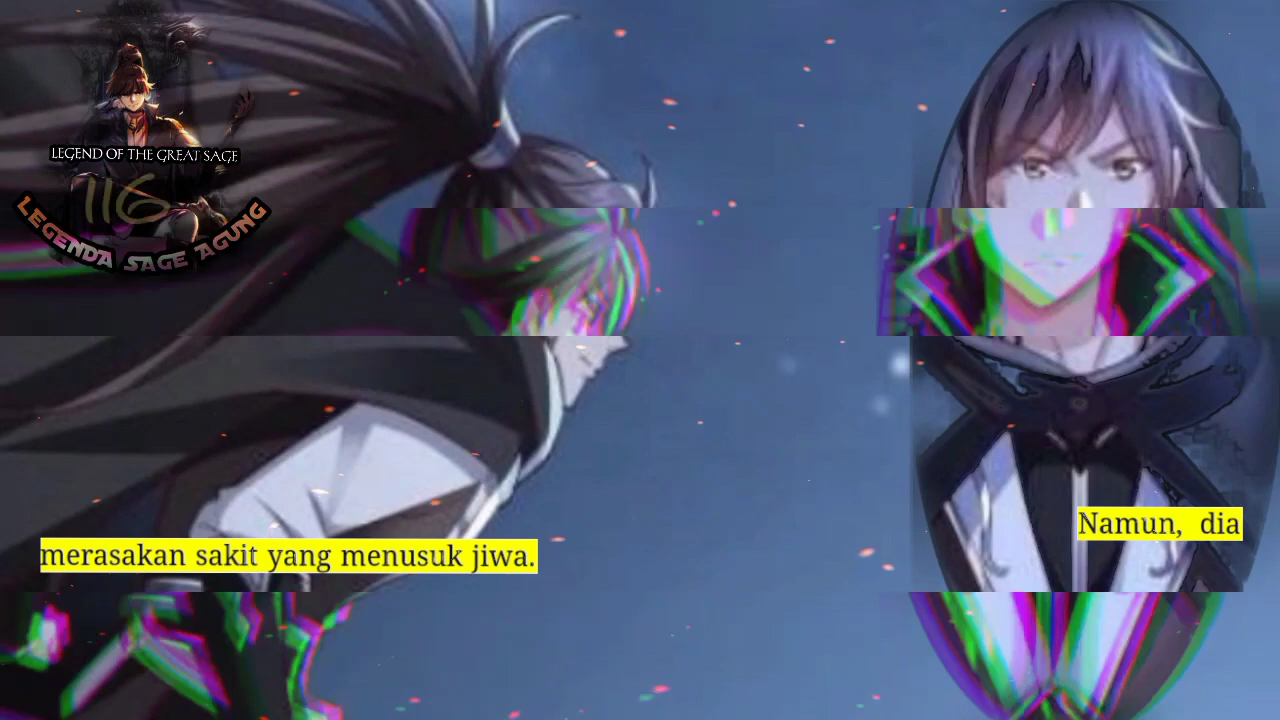 LEGEND OF THE GREAT SAGE
116
LEGENDA SAGE AGUNG
Namun, dia
merasakan sakit yang menusuk jiwa.